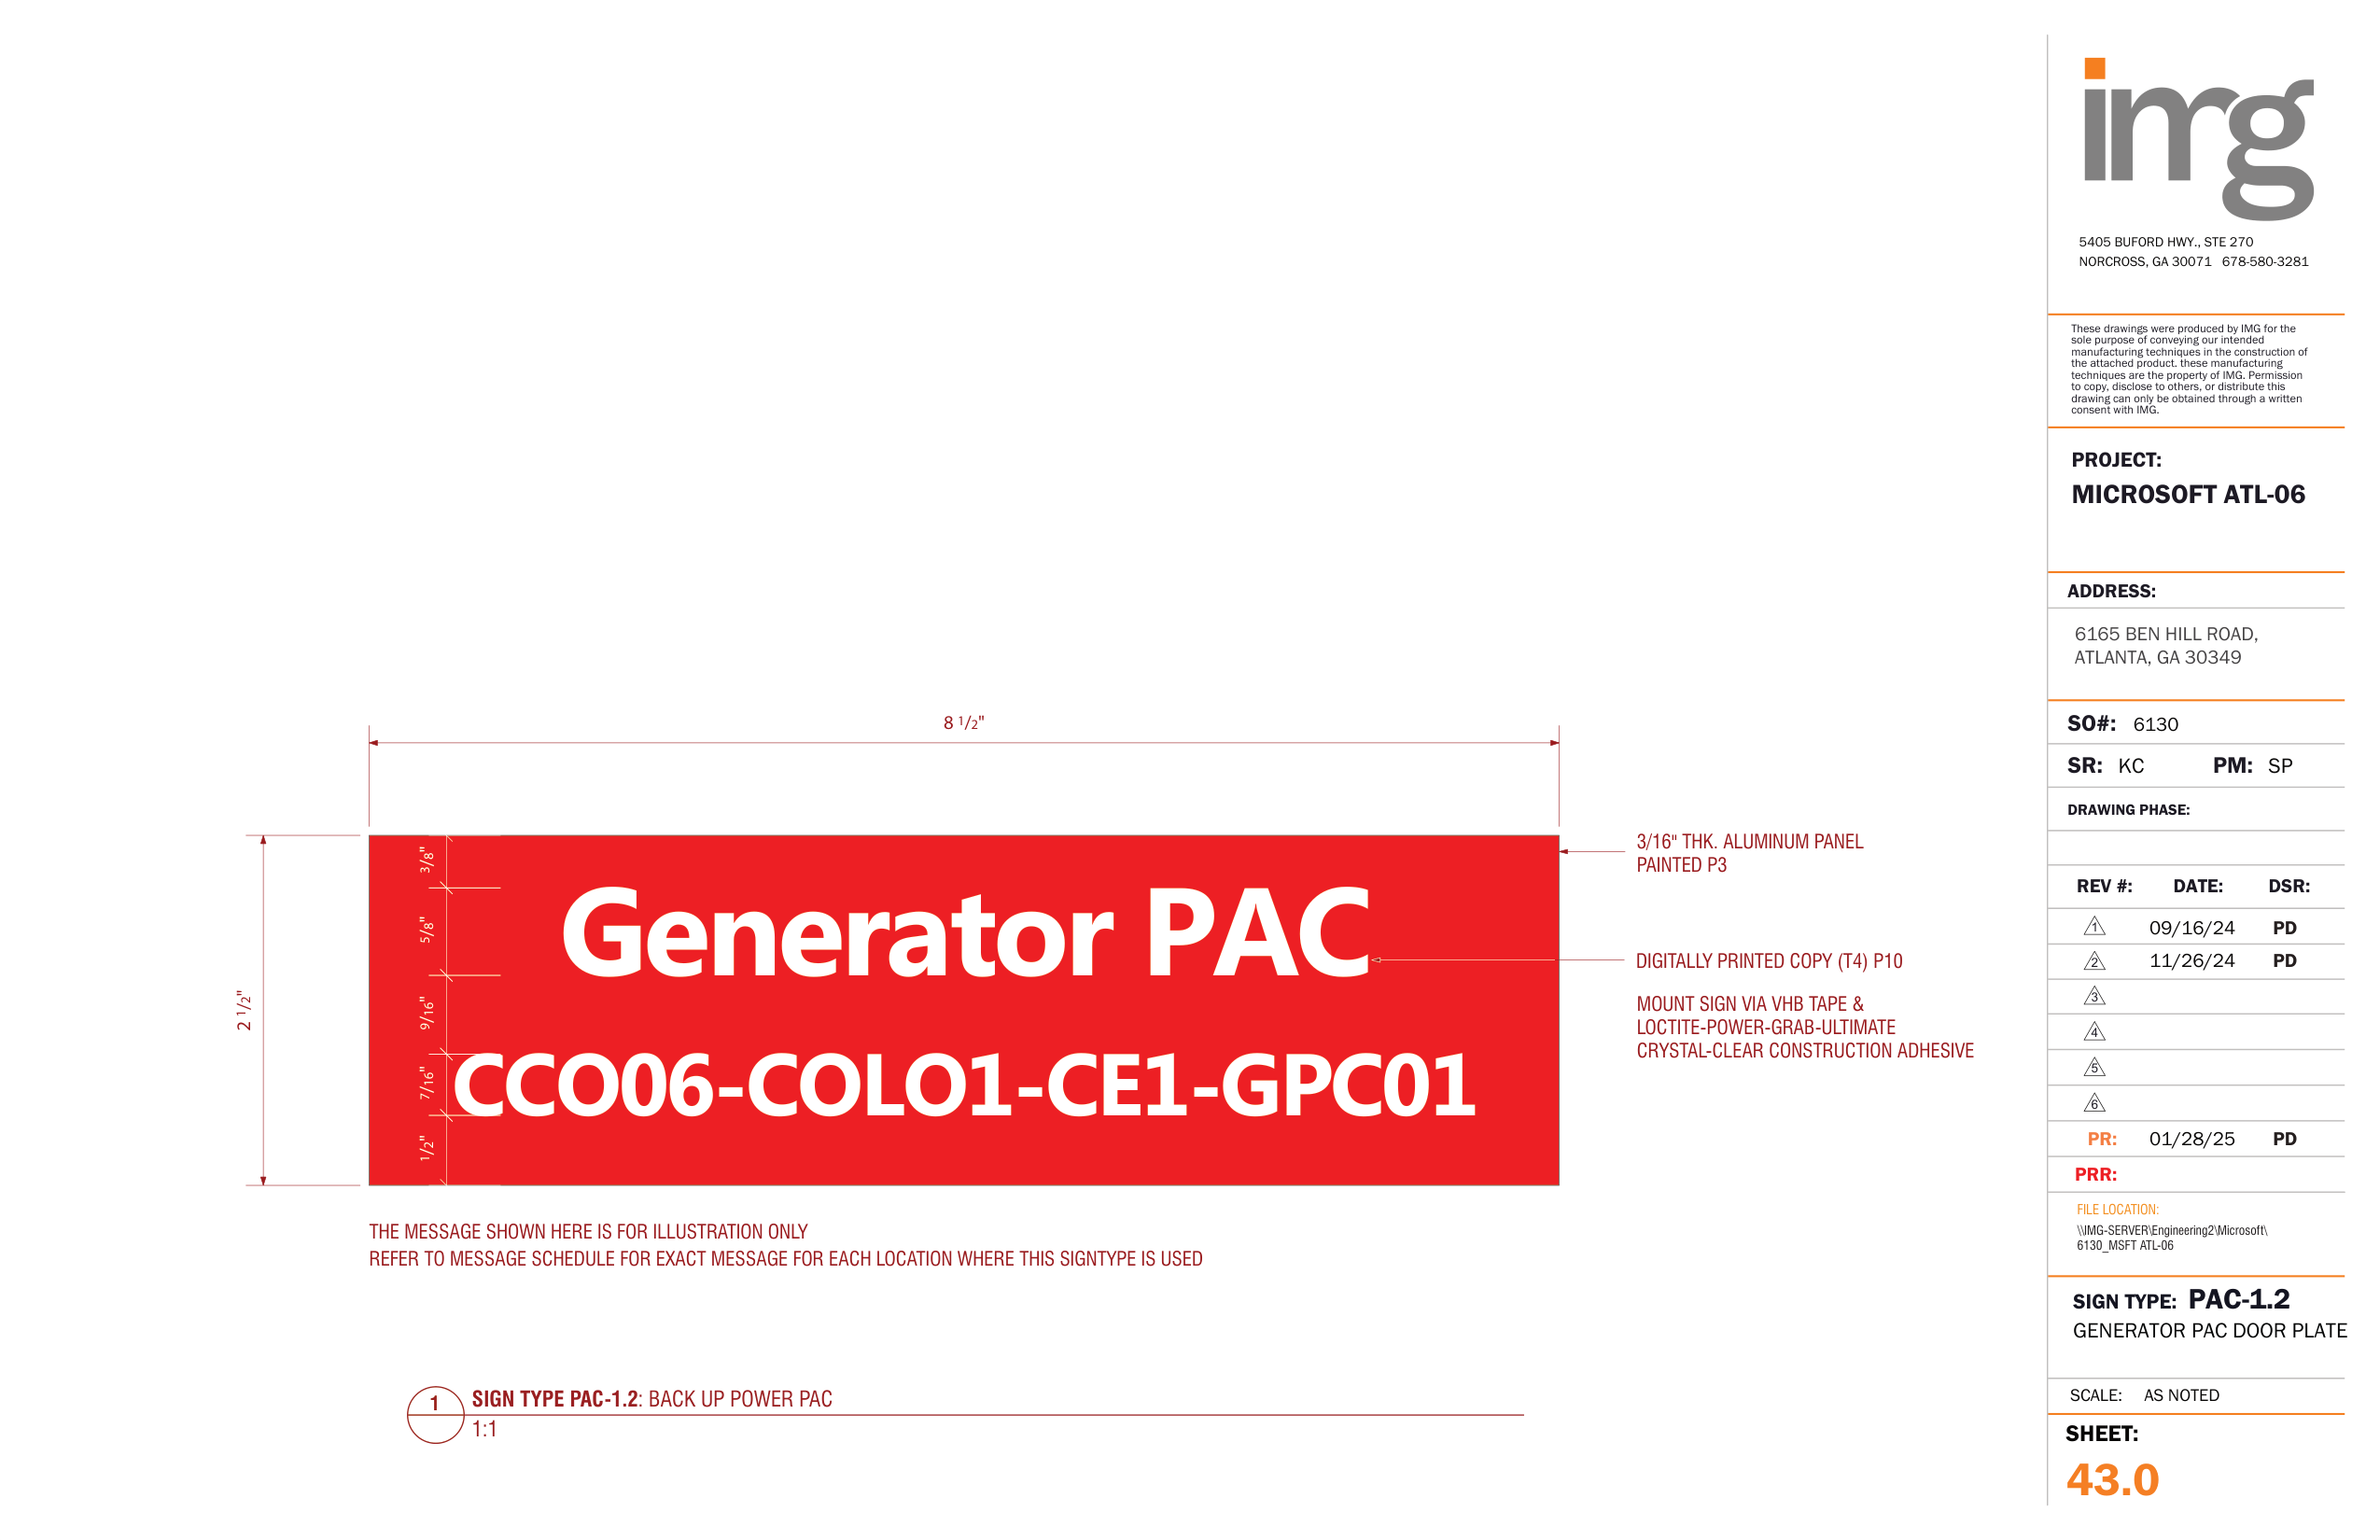 img
5405 BUFORD HWY., STE 270
NORCROSS, GA 30071 678-580-3281
These drawings were produced by IMG for the
sole purpose of conveying our intended
manufacturing techniques in the construction of
the attached product. these manufacturing
techniques are the property of IMG. Permission
to copy, disclose to others, or distribute this
drawing can only be obtained through a written
consent with IMG.
PROJECT:
MICROSOFT ATL-06
ADDRESS:
6165 BEN HILL ROAD,
ATLANTA, GA 30349
SO#: 6130
SR: KC PM: SP
DRAWING PHASE:
REV #: DATE: DSR:
1 09/16/24 PD
2 11/26/24 PD
3
4
5
6
PR: 01/28/25 PD
PRR:
FILE LOCATION:
\\IMG-SERVER\Engineering2\Microsoft\
6130_MSFT ATL-06
SIGN TYPE: PAC-1.2
GENERATOR PAC DOOR PLATE
SCALE: AS NOTED
SHEET:
43.0
8 1/2"
2 1/2"
3/8"
5/8"
9/16"
7/16"
1/2"
Generator PAC
CCO06-COLO1-CE1-GPC01
3/16" THK. ALUMINUM PANEL
PAINTED P3
DIGITALLY PRINTED COPY (T4) P10
MOUNT SIGN VIA VHB TAPE &
LOCTITE-POWER-GRAB-ULTIMATE
CRYSTAL-CLEAR CONSTRUCTION ADHESIVE
THE MESSAGE SHOWN HERE IS FOR ILLUSTRATION ONLY
REFER TO MESSAGE SCHEDULE FOR EXACT MESSAGE FOR EACH LOCATION WHERE THIS SIGNTYPE IS USED
1 SIGN TYPE PAC-1.2: BACK UP POWER PAC
1:1